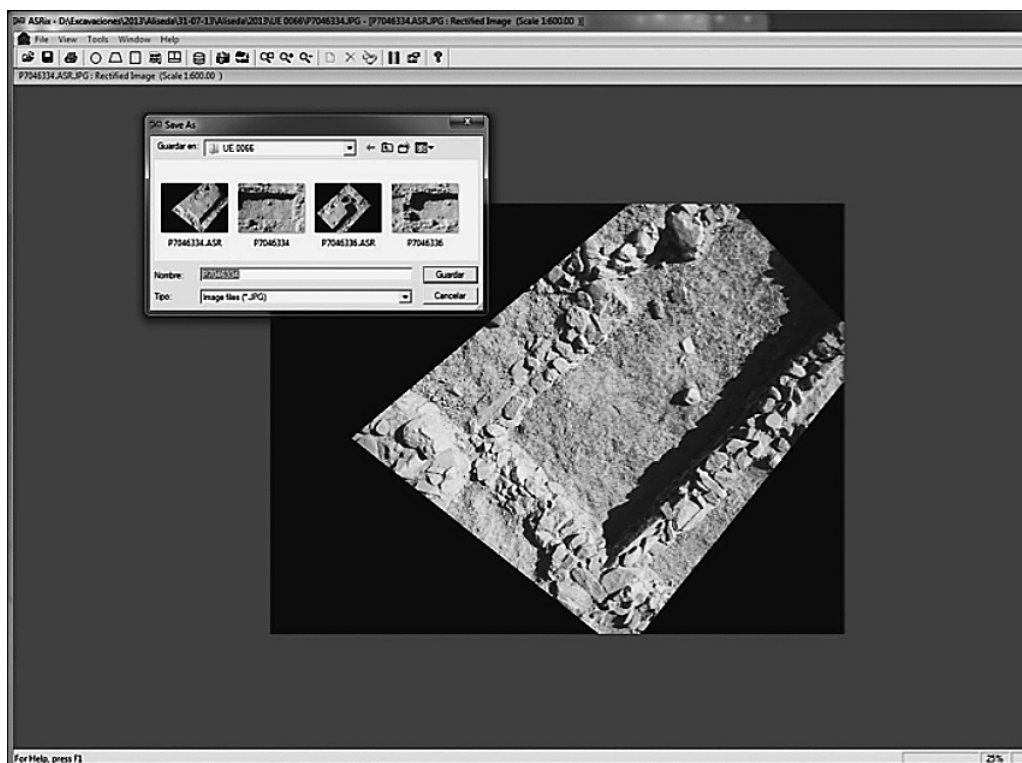 ASRix - D:\Excavaciones\2013\Aliseda\31-07-13\Aliseda\2013\UE 0066\P7046334.JPG - [P7046334.ASR.JPG : Rectified Image (Scale 1:600.00 )]
File View Tools Window Help
P7046334.ASR.JPG : Rectified Image (Scale 1:600.00 )
Save As
Guardar en: UE 0066
P7046334.ASR P7046334 P7046336.ASR P7046336
Nombre: P7046334 Guardar
Tipo: Image files (*.JPG) Cancelar
For Help, press F1 25%